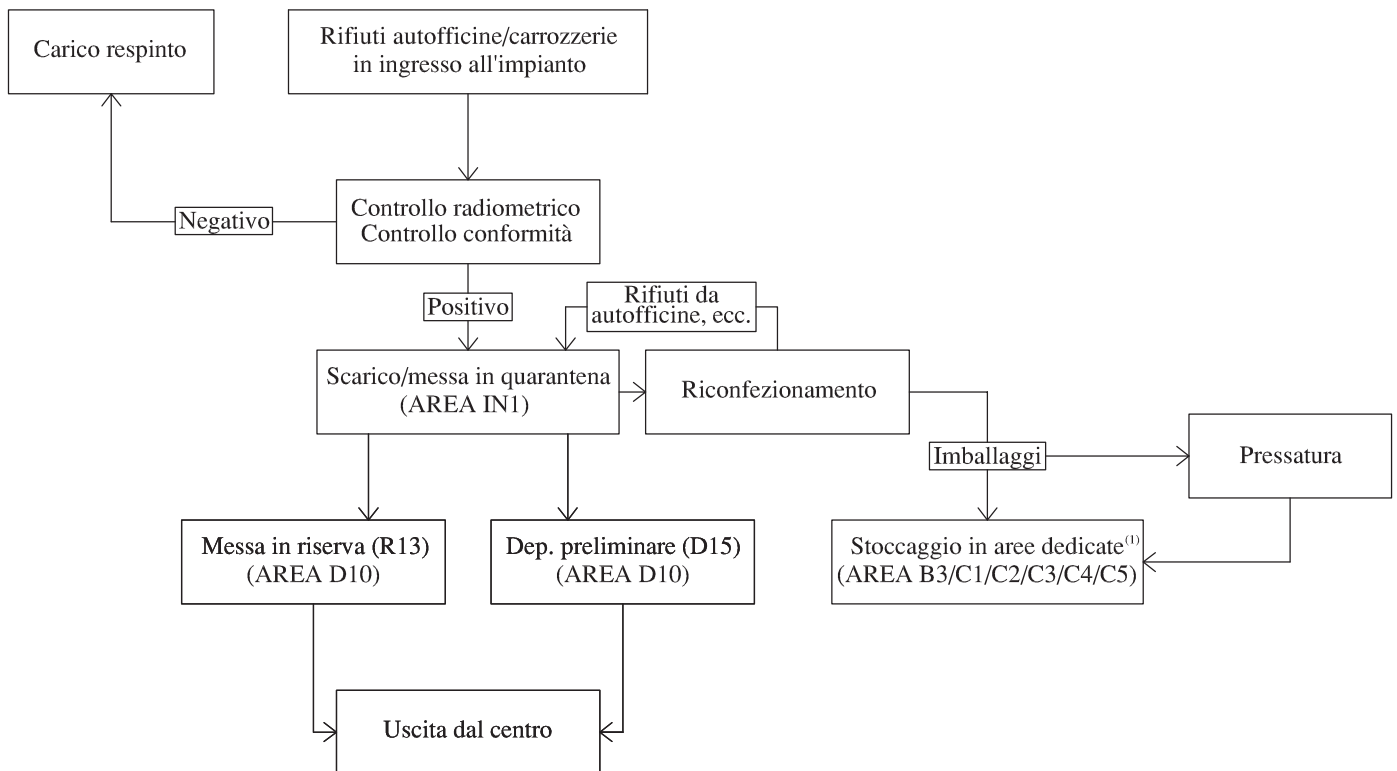 Carico respinto
Rifiuti autofficine/carrozzerie
in ingresso all'impianto
Negativo
Controllo radiometrico
Controllo conformità
Positivo
Rifiuti da
autofficine, ecc.
Scarico/messa in quarantena
(AREA IN1)
Riconfezionamento
Imballaggi
Pressatura
Messa in riserva (R13)
(AREA D10)
Dep. preliminare (D15)
(AREA D10)
Stoccaggio in aree dedicate(1)
(AREA B3/C1/C2/C3/C4/C5)
Uscita dal centro